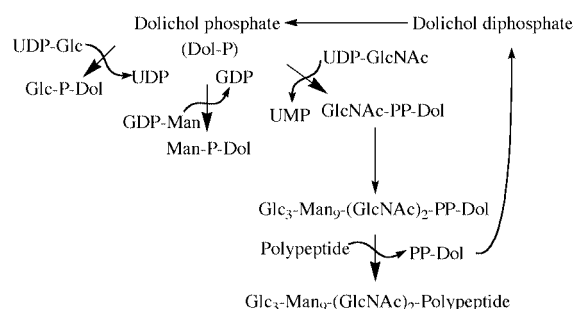 Dolichol phosphate
Dolichol diphosphate
(Dol-P)
UDP-Glc
UDP
Glc-P-Dol
GDP
GDP-Man
Man-P-Dol
UDP-GlcNAc
UMP
GlcNAc-PP-Dol
Glc₃-Man₉-(GlcNAc)₂-PP-Dol
Polypeptide
PP-Dol
Glc₃-Man₉-(GlcNAc)₂-Polypeptide